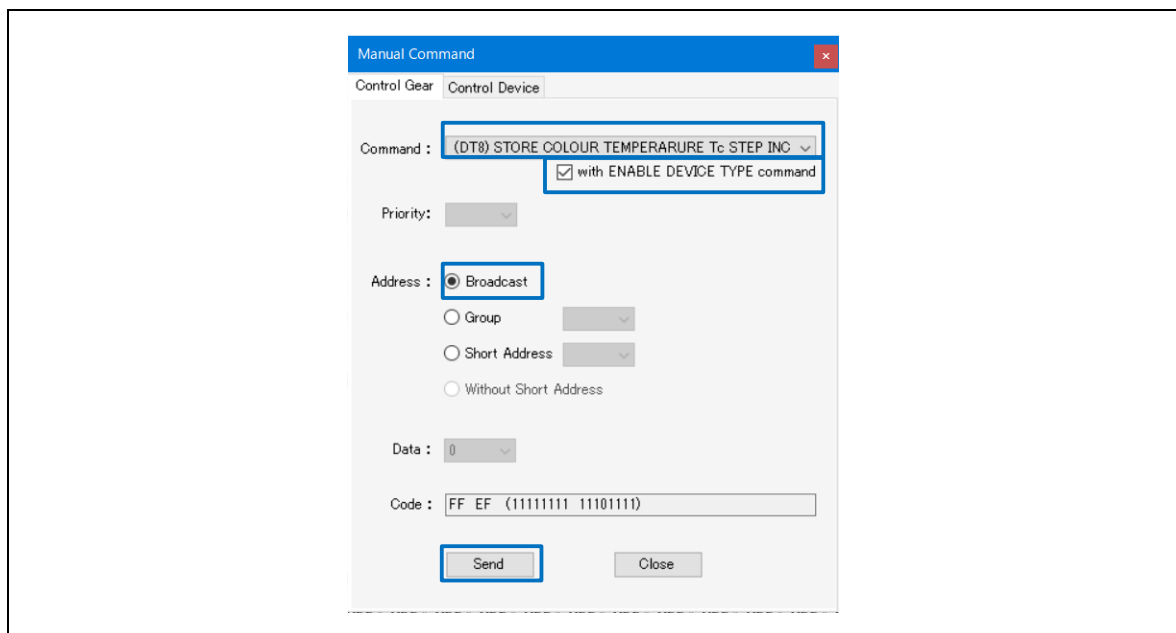 Manual Command
×
Control Gear Control Device
Command : (DT8) STORE COLOUR TEMPERARURE Tc STEP INC
with ENABLE DEVICE TYPE command
Priority:
Address : Broadcast
Group
Short Address
Without Short Address
Data : 0
Code : FF EF (11111111 11101111)
Send Close